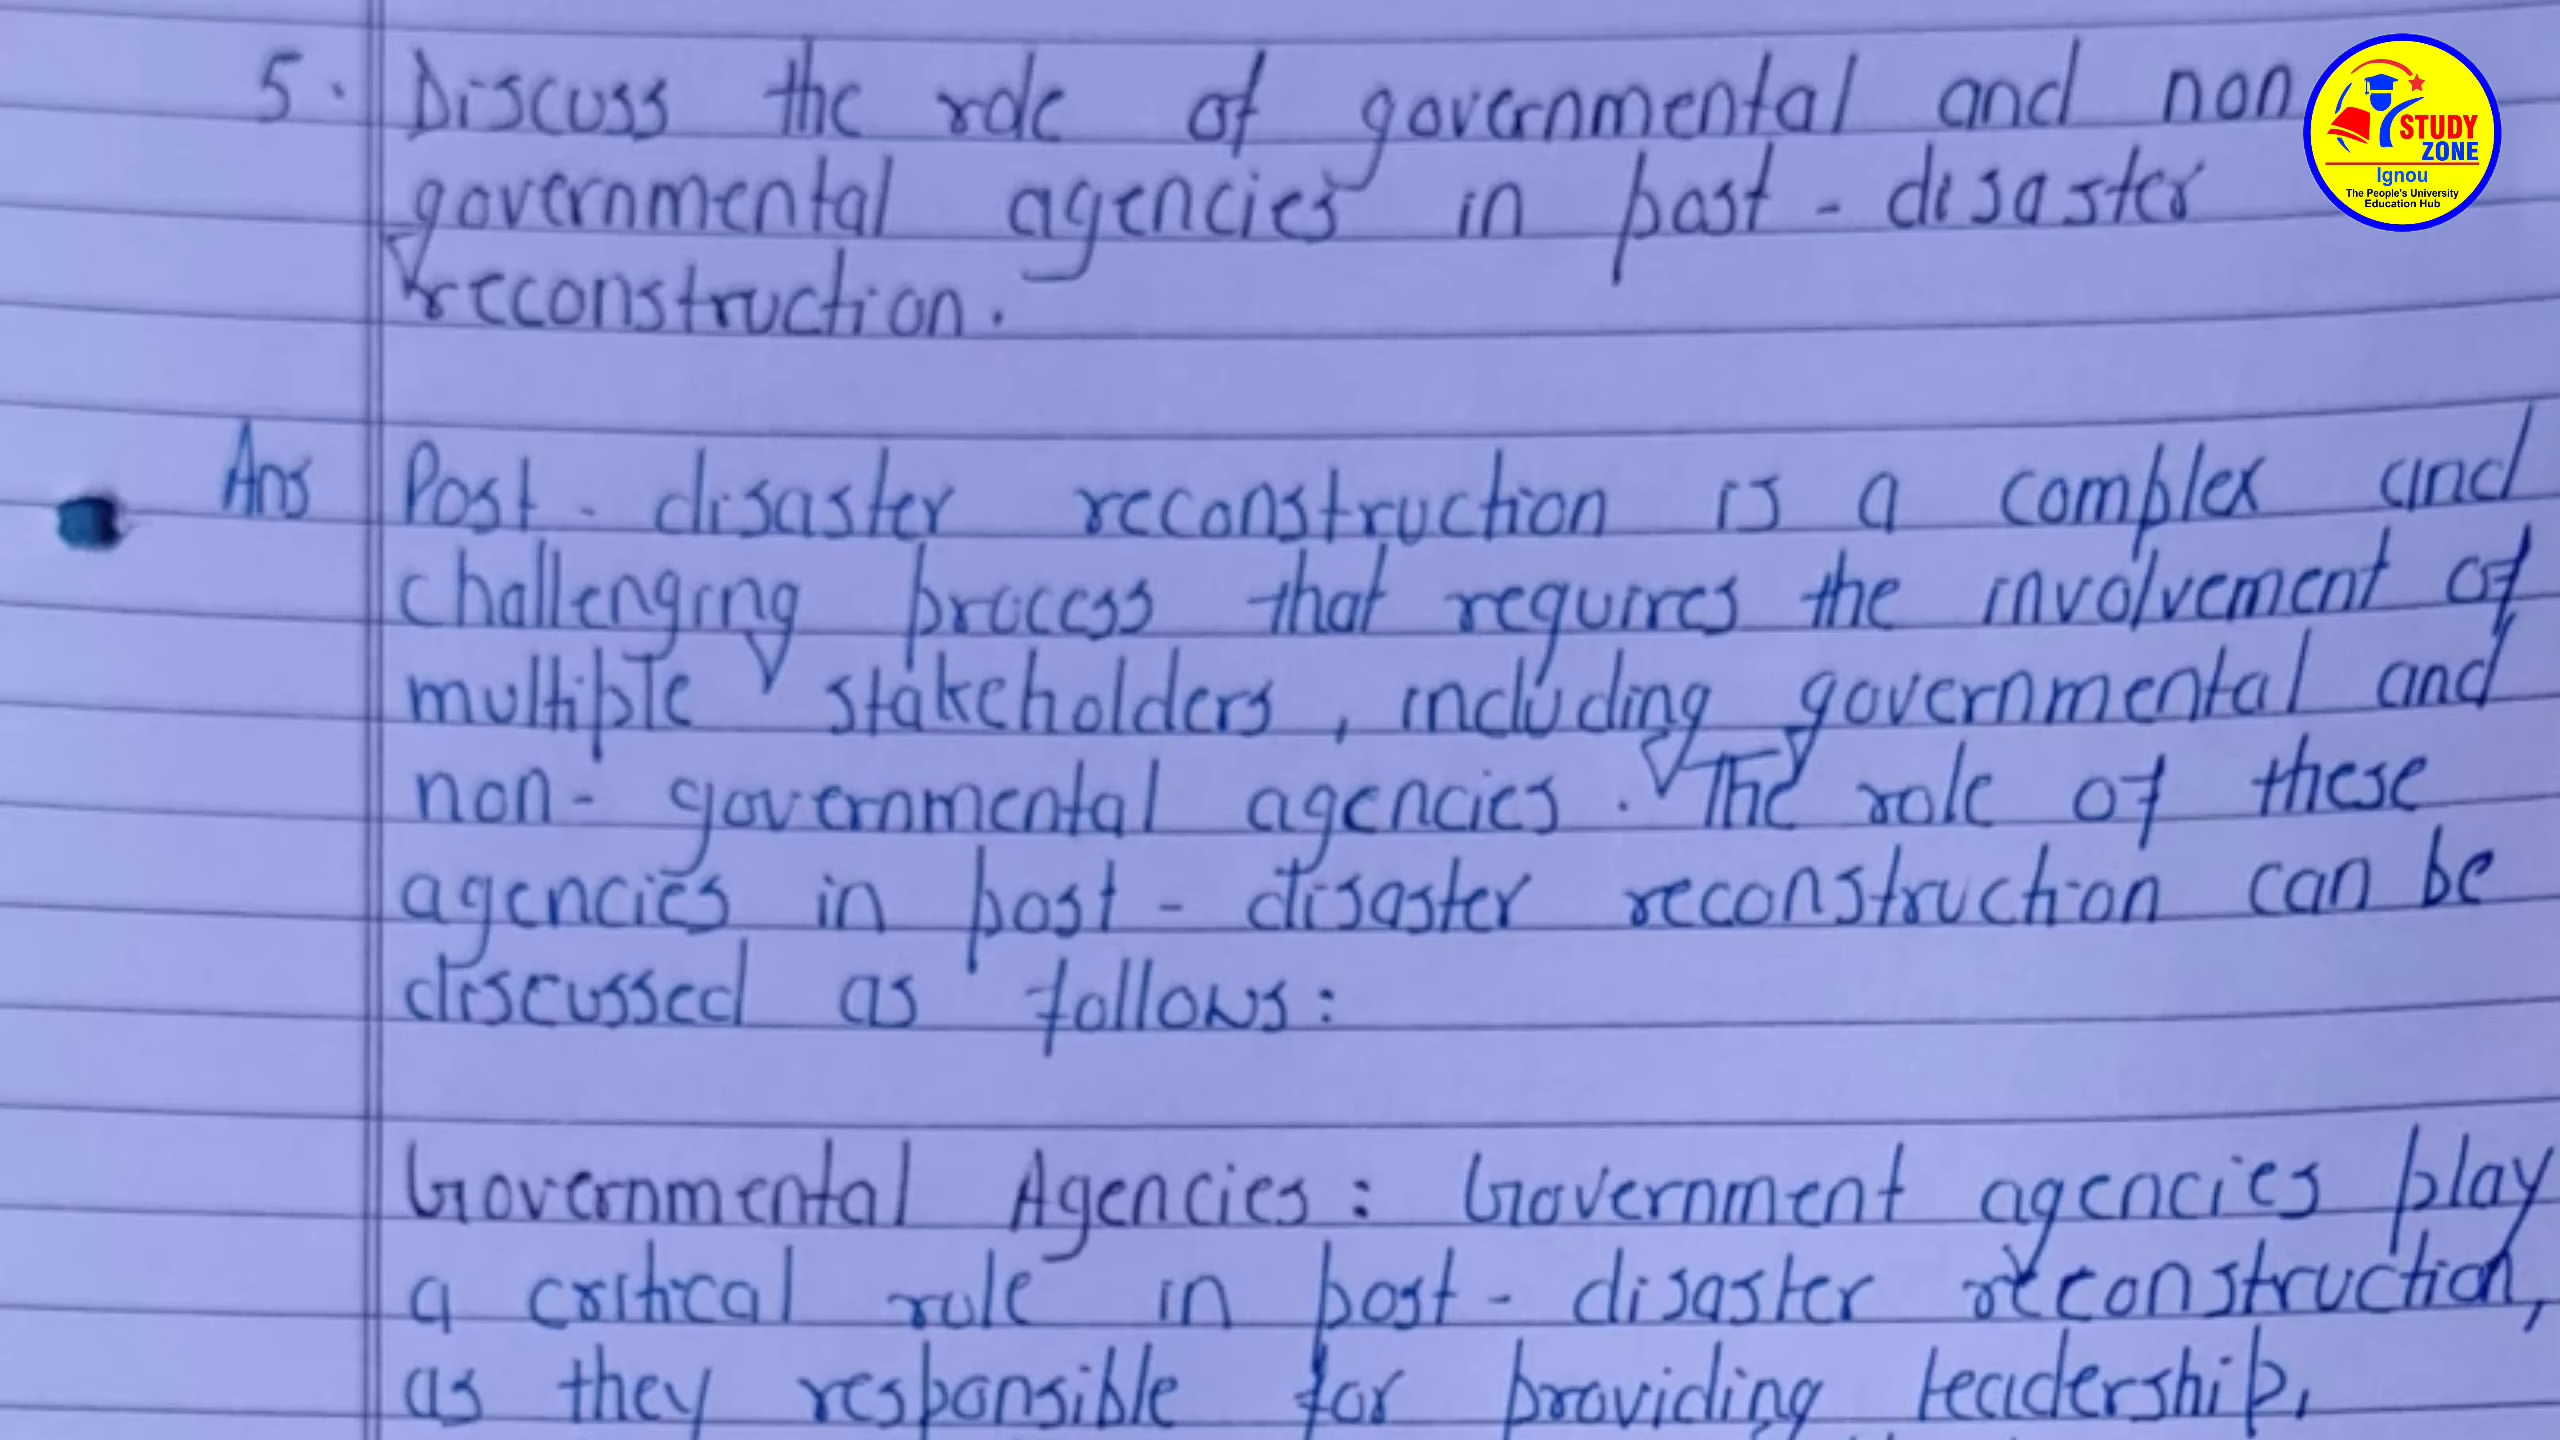 5. Discuss the role of governmental and non
governmental agencies in post - disaster
reconstruction.
Ans Post - disaster reconstruction is a complex and
challenging process that requires the involvement of
multiple stakeholders, including governmental and
non - governmental agencies. The role of these
agencies in post - disaster reconstruction can be
discussed as follows:
Governmental Agencies: Government agencies play
a critical role in post - disaster reconstruction,
as they responsible for providing leadership,
STUDY
ZONE
Ignou
The People's University
Education Hub